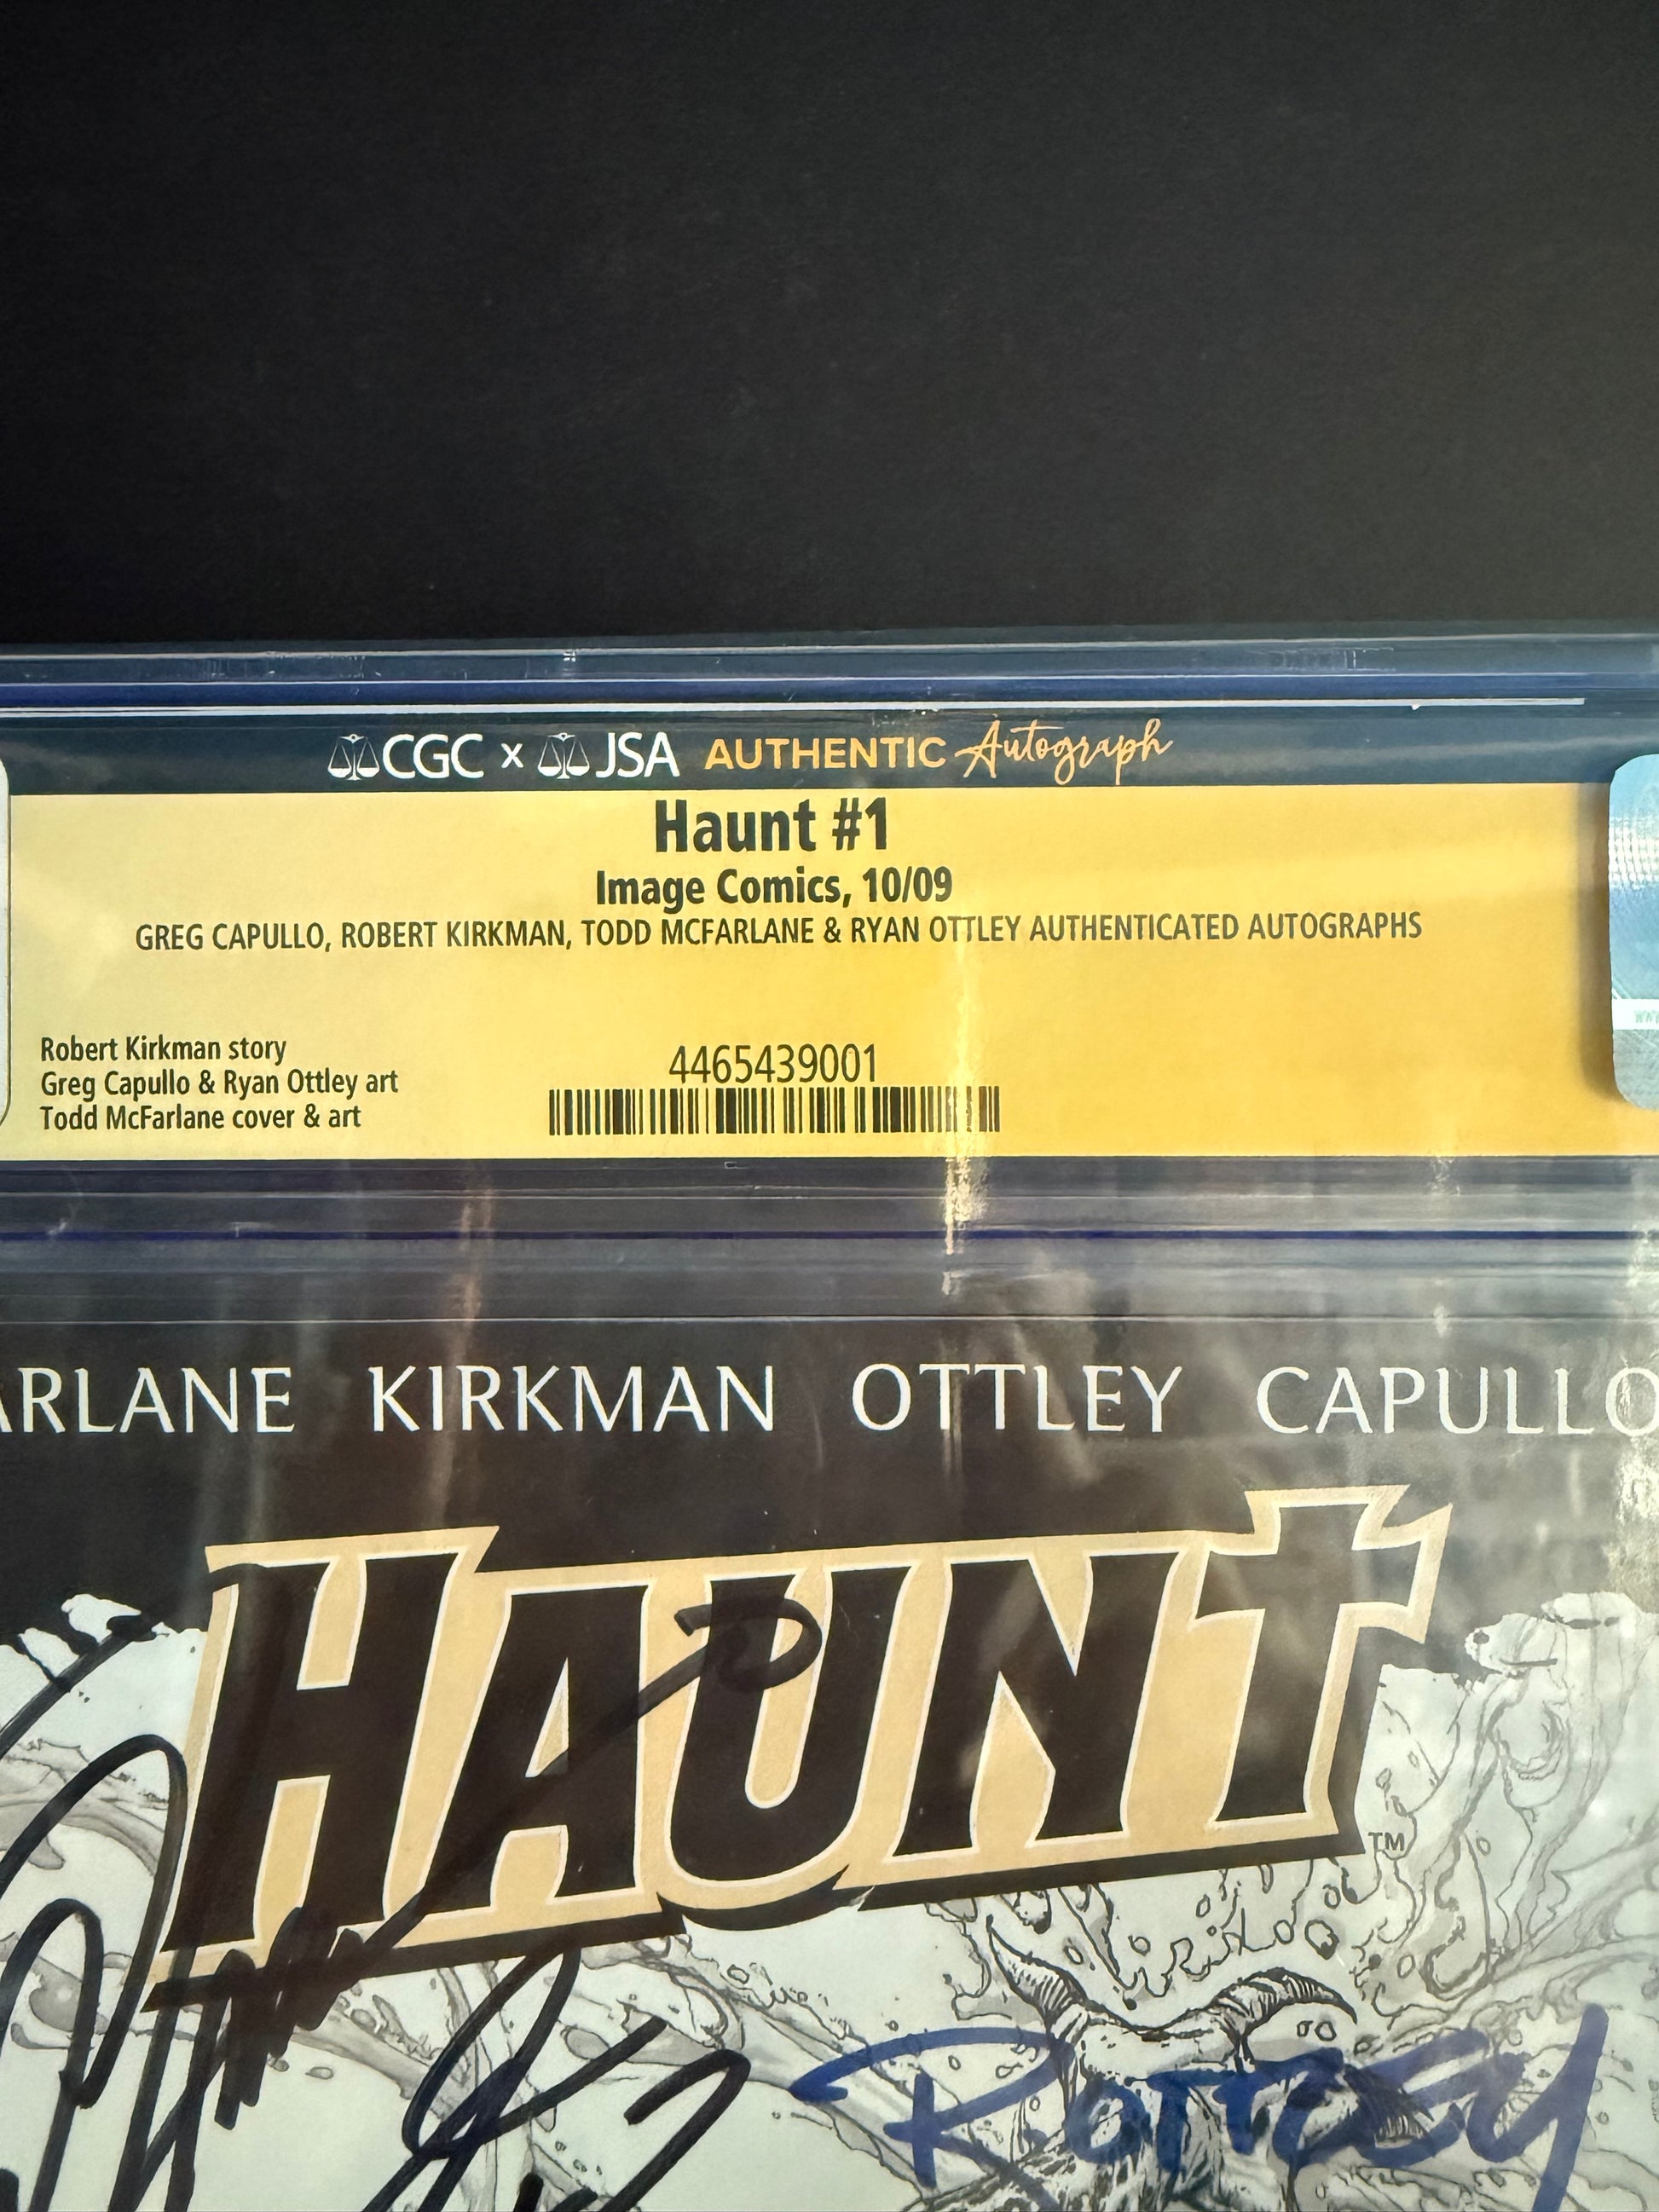 CGC x JSA AUTHENTIC Autograph
Haunt #1
Image Comics, 10/09
GREG CAPULLO, ROBERT KIRKMAN, TODD MCFARLANE & RYAN OTTLEY AUTHENTICATED AUTOGRAPHS
Robert Kirkman story
Greg Capullo & Ryan Ottley art
Todd McFarlane cover & art
4465439001
ARLANE KIRKMAN OTTLEY CAPULLO
HAUNT
TM
ROTTLEY